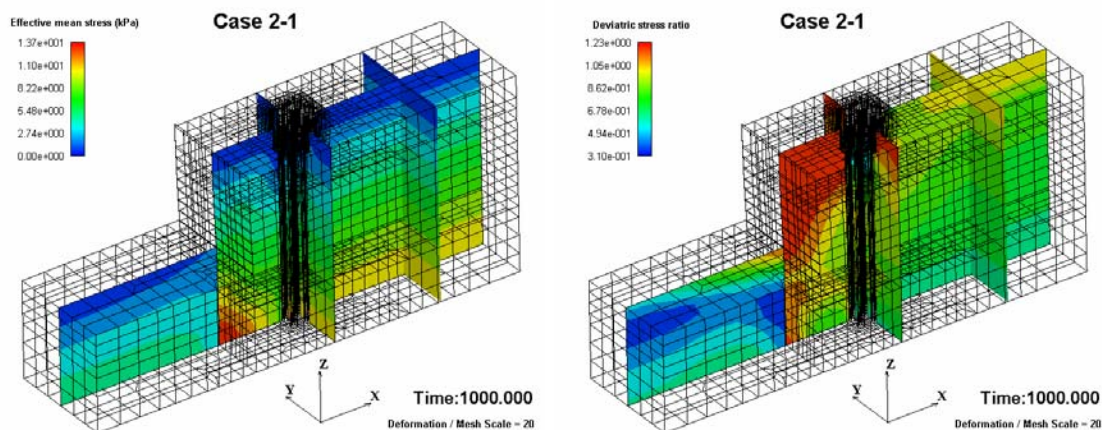 Effective mean stress (kPa)
Case 2-1
1.37e+000
1.10e+001
8.22e+000
5.48e+000
2.74e+000
0.00e+000
Z
Y
X
Time:1000.000
Deformation / Mesh Scale = 20
Deviatric stress ratio
Case 2-1
1.23e+000
1.05e+000
8.62e-001
6.78e-001
4.94e-001
3.10e-001
Z
Y
X
Time:1000.000
Deformation / Mesh Scale = 20